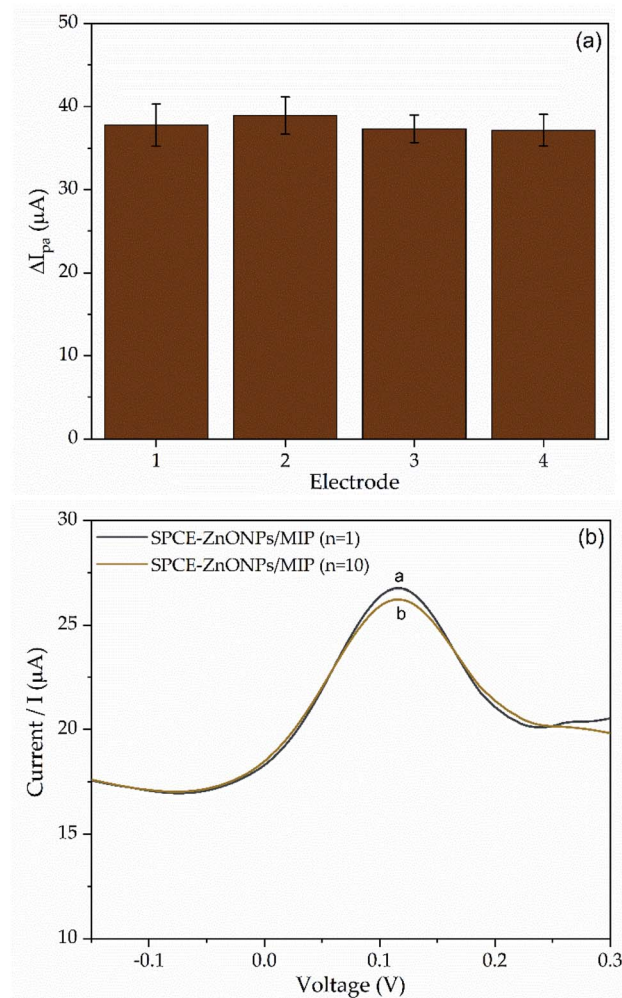 (a)
50
40
30
20
10
0
ΔIpa (μA)
1 2 3 4
Electrode
(b)
SPCE-ZnONPs/MIP (n=1)
SPCE-ZnONPs/MIP (n=10)
a
b
30
25
20
15
10
Current / I (μA)
-0.1 0.0 0.1 0.2 0.3
Voltage (V)